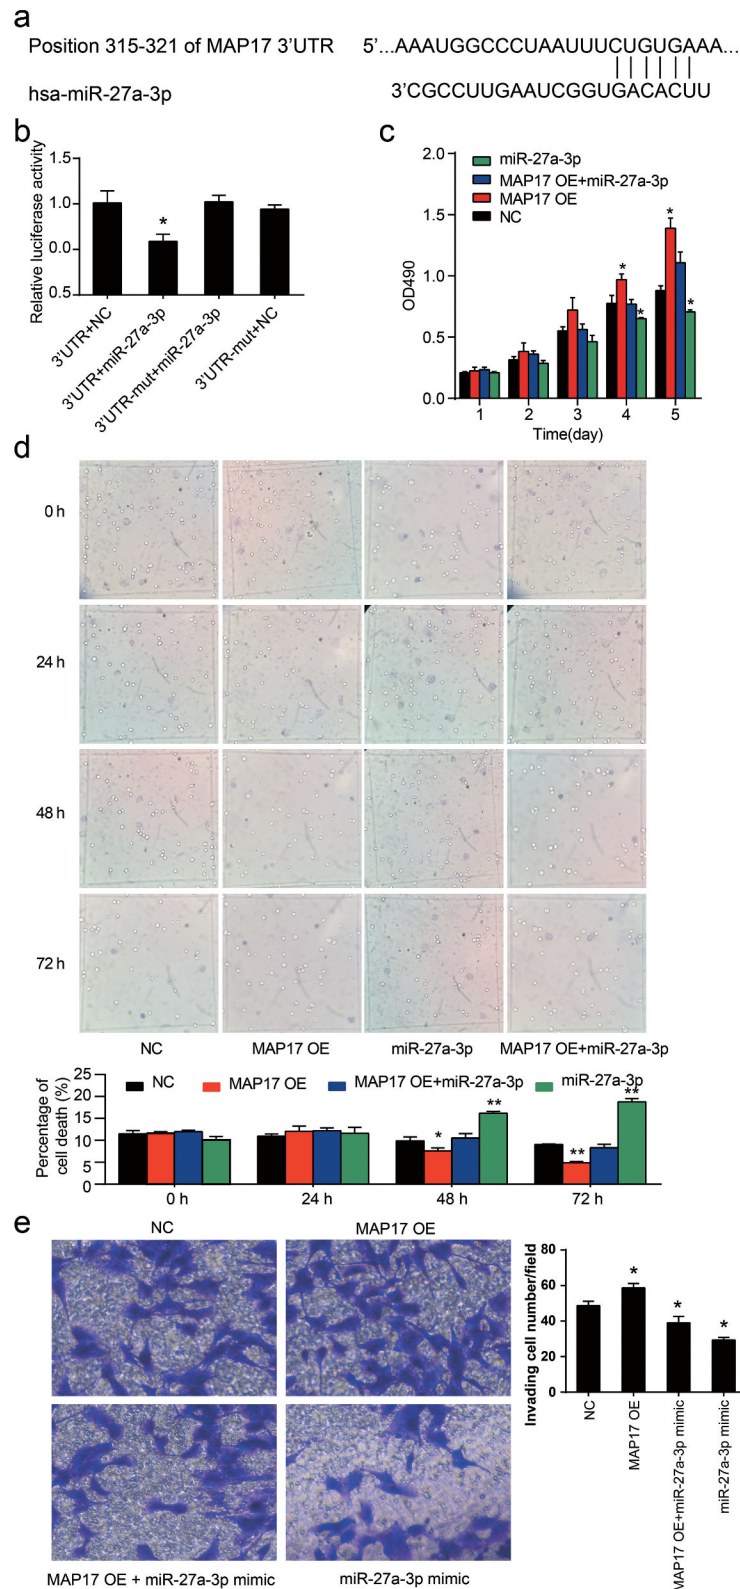 a
Position 315-321 of MAP17 3'UTR 5'...AAAUGGCCCUAAUUUCUGUGAAA...
hsa-miR-27a-3p 3'CGCCUUGAAUCGGUGACACUU
b
Relative luciferase activity
1.5
1.0
0.0
0.5
3'UTR+NC
3'UTR+miR-27a-3p
3'UTR-mut+miR-27a-3p
3'UTR-mut+NC
*
c
OD490
2.0
1.5
1.0
0.5
0.0
miR-27a-3p
MAP17 OE+miR-27a-3p
MAP17 OE
NC
* * * *
1 2 3 4 5
Time(day)
d
0 h
24 h
48 h
72 h
NC MAP17 OE miR-27a-3p MAP17 OE+miR-27a-3p
Percentage of
cell death (%)
25
20
15
10
5
0
NC MAP17 OE MAP17 OE+miR-27a-3p miR-27a-3p
* ** ** **
0 h 24 h 48 h 72 h
e
NC MAP17 OE
MAP17 OE + miR-27a-3p mimic miR-27a-3p mimic
Invading cell number/field
80
60
40
20
0
* * *
NC
MAP17 OE
MAP17 OE+miR-27a-3p mimic
miR-27a-3p mimic